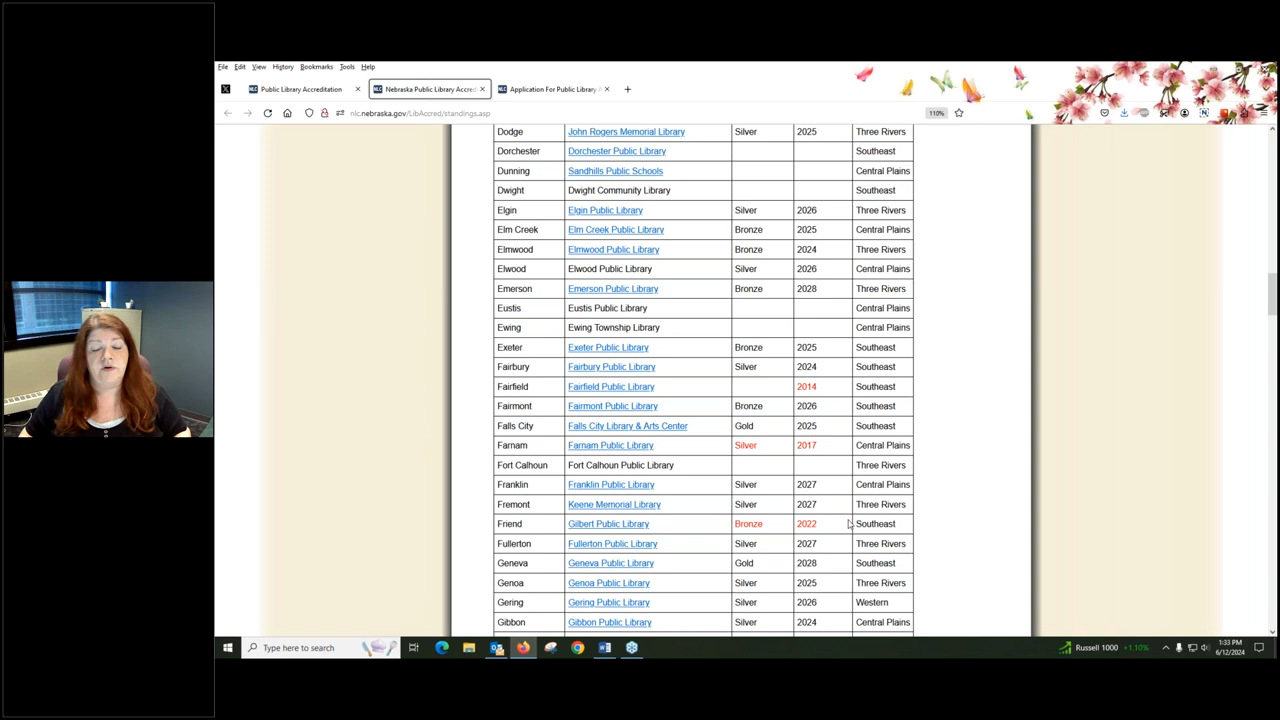 File Edit View History Bookmarks Tools Help
Public Library Accreditation
Nebraska Public Library Accred
Application For Public Library A
nlc.nebraska.gov/LibAccred/standings.asp
110%
Dodge John Rogers Memorial Library Silver 2025 Three Rivers
Dorchester Dorchester Public Library Southeast
Dunning Sandhills Public Schools Central Plains
Dwight Dwight Community Library Southeast
Elgin Elgin Public Library Silver 2026 Three Rivers
Elm Creek Elm Creek Public Library Bronze 2025 Central Plains
Elmwood Elmwood Public Library Bronze 2024 Three Rivers
Elwood Elwood Public Library Silver 2026 Central Plains
Emerson Emerson Public Library Bronze 2028 Three Rivers
Eustis Eustis Public Library Central Plains
Ewing Ewing Township Library Central Plains
Exeter Exeter Public Library Bronze 2025 Southeast
Fairbury Fairbury Public Library Silver 2024 Southeast
Fairfield Fairfield Public Library 2014 Southeast
Fairmont Fairmont Public Library Bronze 2026 Southeast
Falls City Falls City Library & Arts Center Gold 2025 Southeast
Farnam Farnam Public Library Silver 2017 Central Plains
Fort Calhoun Fort Calhoun Public Library Three Rivers
Franklin Franklin Public Library Silver 2027 Central Plains
Fremont Keene Memorial Library Silver 2027 Three Rivers
Friend Gilbert Public Library Bronze 2022 Southeast
Fullerton Fullerton Public Library Silver 2027 Three Rivers
Geneva Geneva Public Library Gold 2028 Southeast
Genoa Genoa Public Library Silver 2025 Three Rivers
Gering Gering Public Library Silver 2026 Western
Gibbon Gibbon Public Library Silver 2024 Central Plains
Type here to search
Russell 1000 +1.10%
1:33 PM
6/12/2024